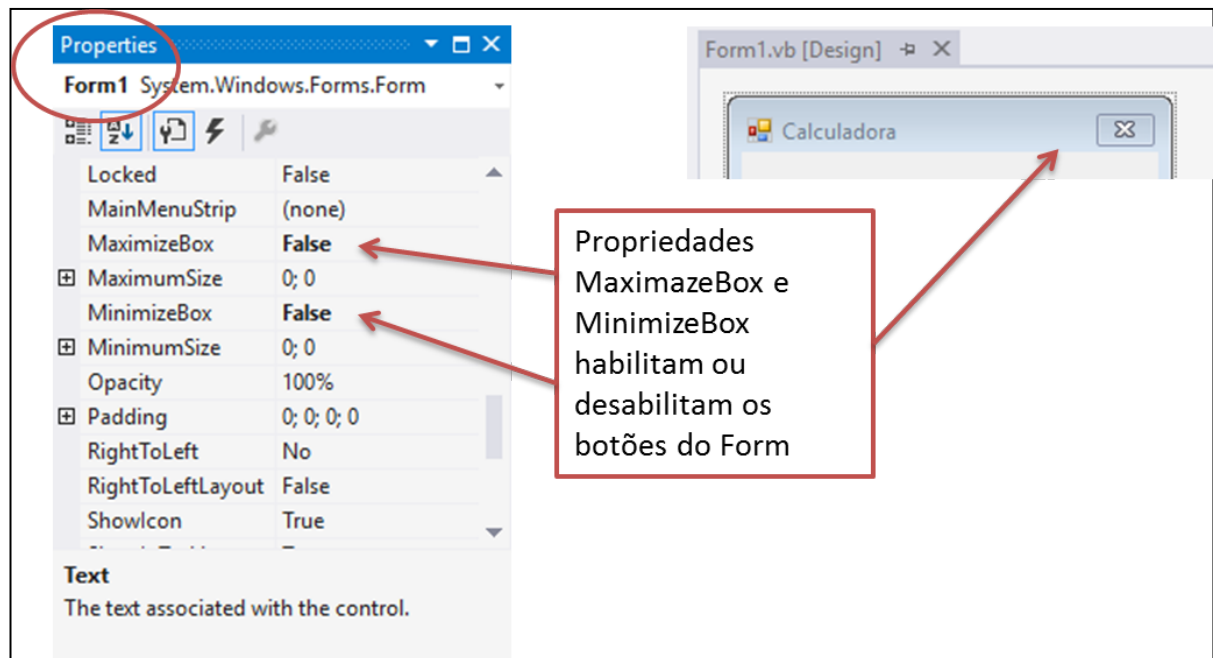 Properties
Form1 System.Windows.Forms.Form
Locked False
MainMenuStrip (none)
MaximizeBox False
MaximumSize 0; 0
MinimizeBox False
MinimumSize 0; 0
Opacity 100%
Padding 0; 0; 0; 0
RightToLeft No
RightToLeftLayout False
ShowIcon True
Text
The text associated with the control.
Propriedades
MaximazeBox e
MinimizeBox
habilitam ou
desabilitam os
botões do Form
Form1.vb [Design]
Calculadora